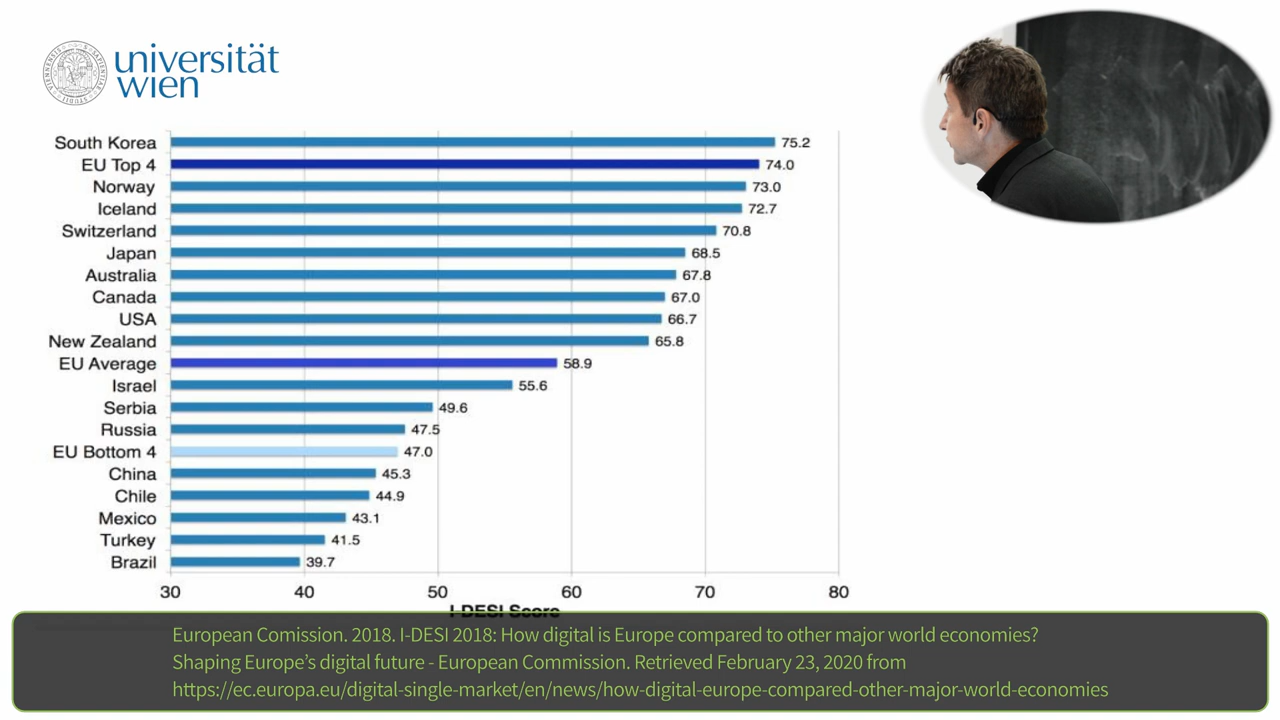 universität
wien
South Korea 75.2
EU Top 4 74.0
Norway 73.0
Iceland 72.7
Switzerland 70.8
Japan 68.5
Australia 67.8
Canada 67.0
USA 66.7
New Zealand 65.8
EU Average 58.9
Israel 55.6
Serbia 49.6
Russia 47.5
EU Bottom 4 47.0
China 45.3
Chile 44.9
Mexico 43.1
Turkey 41.5
Brazil 39.7
30 40 50 60 70 80
I-DESI Score
European Comission. 2018. I-DESI 2018: How digital is Europe compared to other major world economies?
Shaping Europe's digital future - European Commission. Retrieved February 23, 2020 from
https://ec.europa.eu/digital-single-market/en/news/how-digital-europe-compared-other-major-world-economies